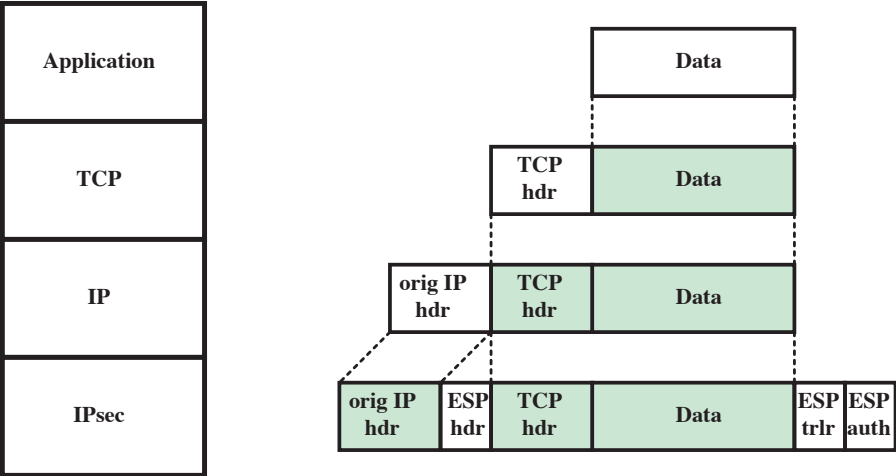 Application
Data
TCP
TCP
hdr
Data
IP
orig IP
hdr
TCP
hdr
Data
IPsec
orig IP
hdr
ESP
hdr
TCP
hdr
Data
ESP
trlr
ESP
auth